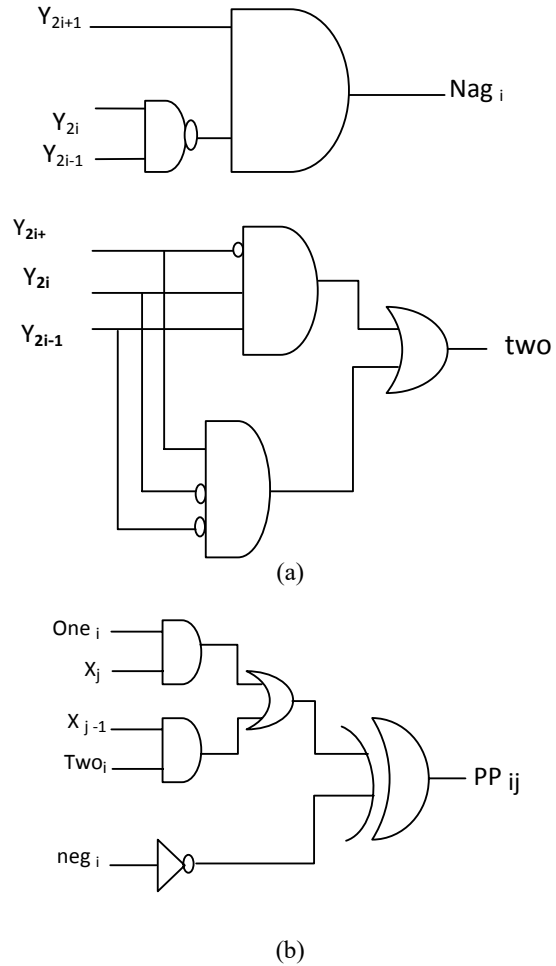 Y2i+1
Nag i
Y2i
Y2i-1
Y2i+
Y2i
Y2i-1
two
(a)
One i
Xj
X j-1
Twoi
PP ij
neg i
(b)